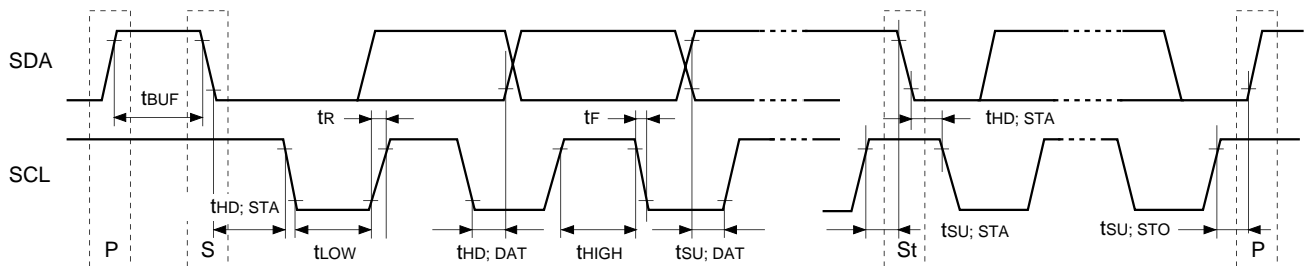 SDA
tBUF
tR
tF
tHD; STA
SCL
tHD; STA
tLOW
tHD; DAT
tHIGH
tSU; DAT
tSU; STA
tSU; STO
P
S
St
P